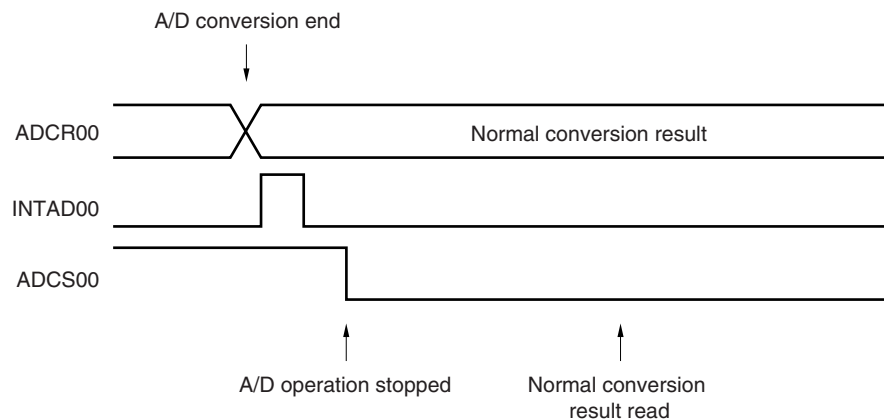 A/D conversion end
ADCR00
Normal conversion result
INTAD00
ADCS00
A/D operation stopped
Normal conversion
result read